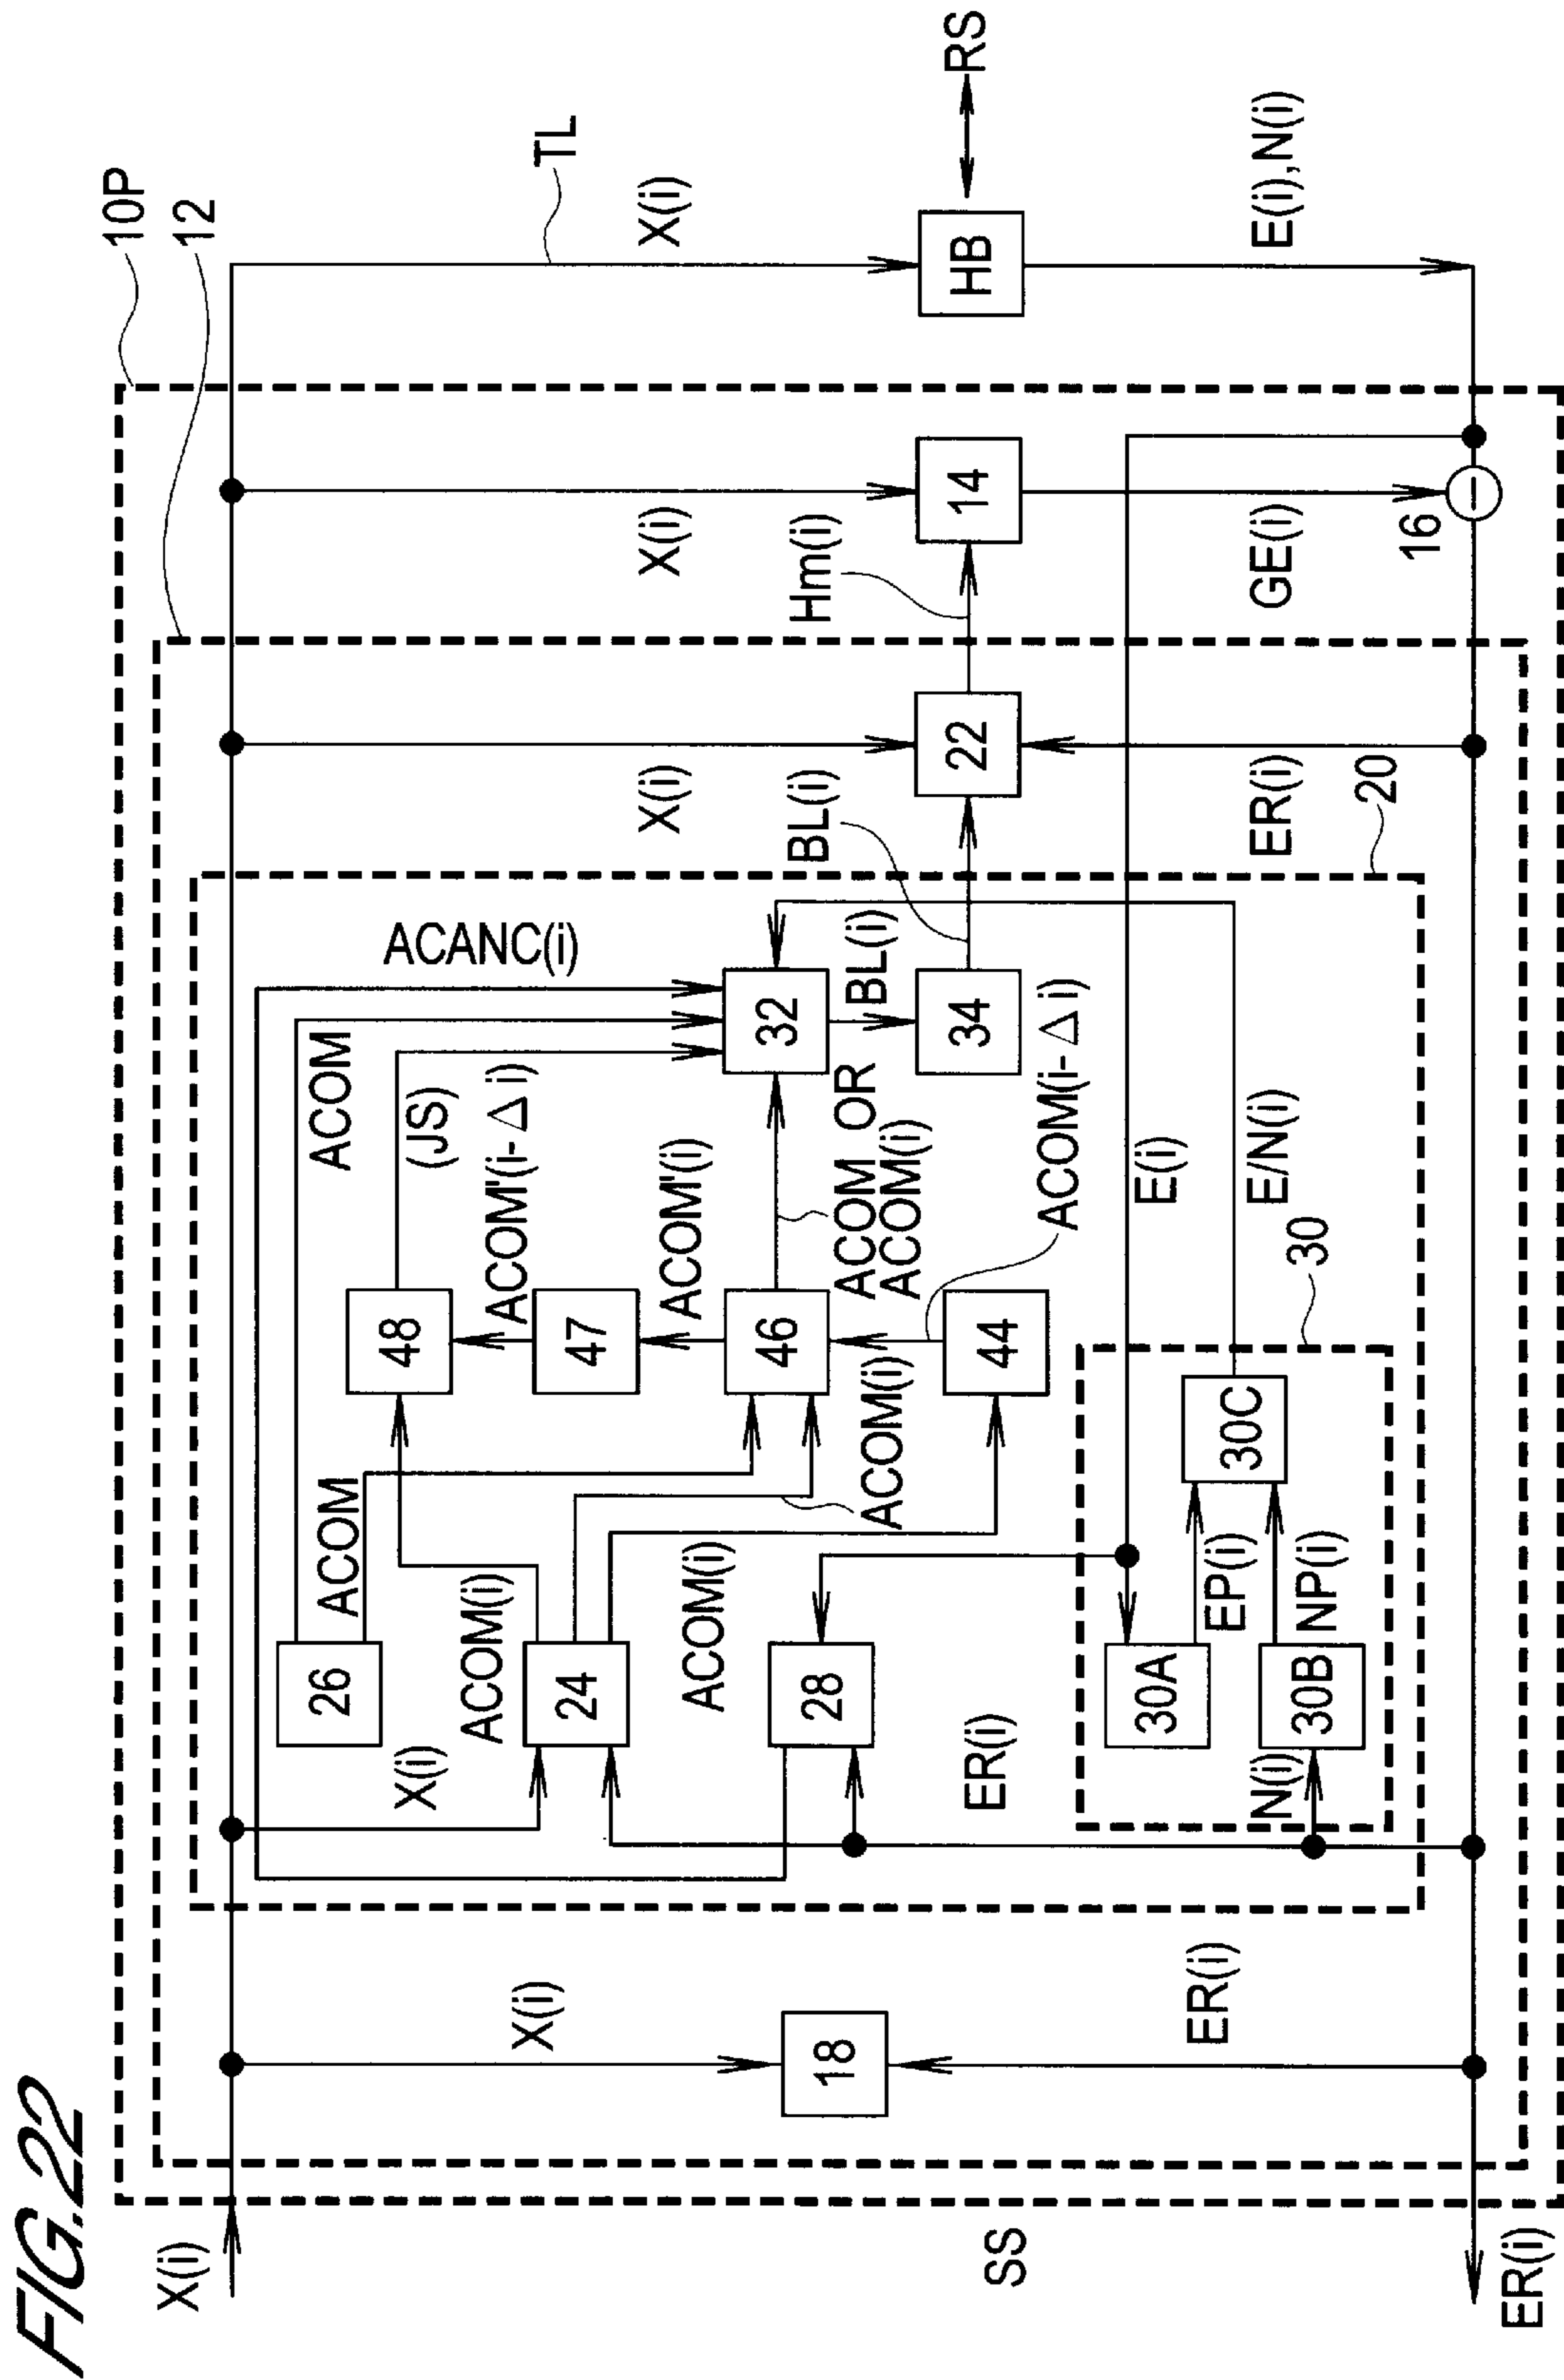 FIG.22
10P
12
X(i)
TL
X(i)
HB
RS
E(i),N(i)
X(i)
14
Hm(i)
GE(i)
16
X(i)
22
BL(i)
ER(i)
20
ACANC(i)
ACOM
(JS)
32
BL(i)
34
ACOM'(i-Δi)
ACOM'(i)
ACOM OR
ACOM(i)
ACOM(i-Δi)
48
47
46
44
E(i)
E/N(i)
30
ACOM
ACOM(i)
ACOM(i)
ACOM(i)
26
24
28
30C
EP(i)
NP(i)
30A
30B
N(i)
X(i)
ER(i)
X(i)
18
ER(i)
SS
ER(i)